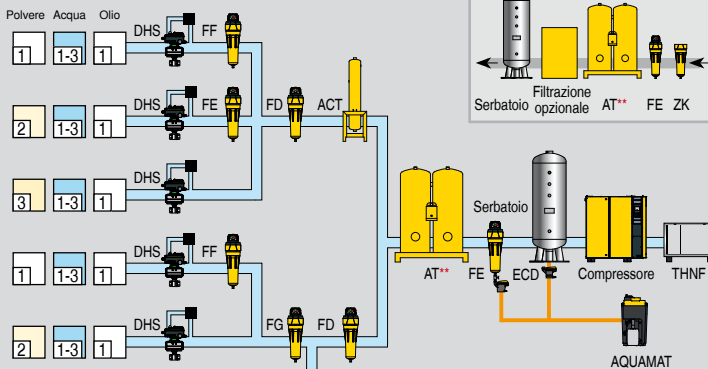 Polvere Acqua Olio
DHS FF
1 1-3 1
DHS FE FD ACT
2 1-3 1
DHS
3 1-3 1
DHS FF
1 1-3 1
DHS FG FD
2 1-3 1
Serbatoio Filtrazione opzionale AT** FE ZK
Serbatoio
AT** FE ECD Compressore THNF
AQUAMAT